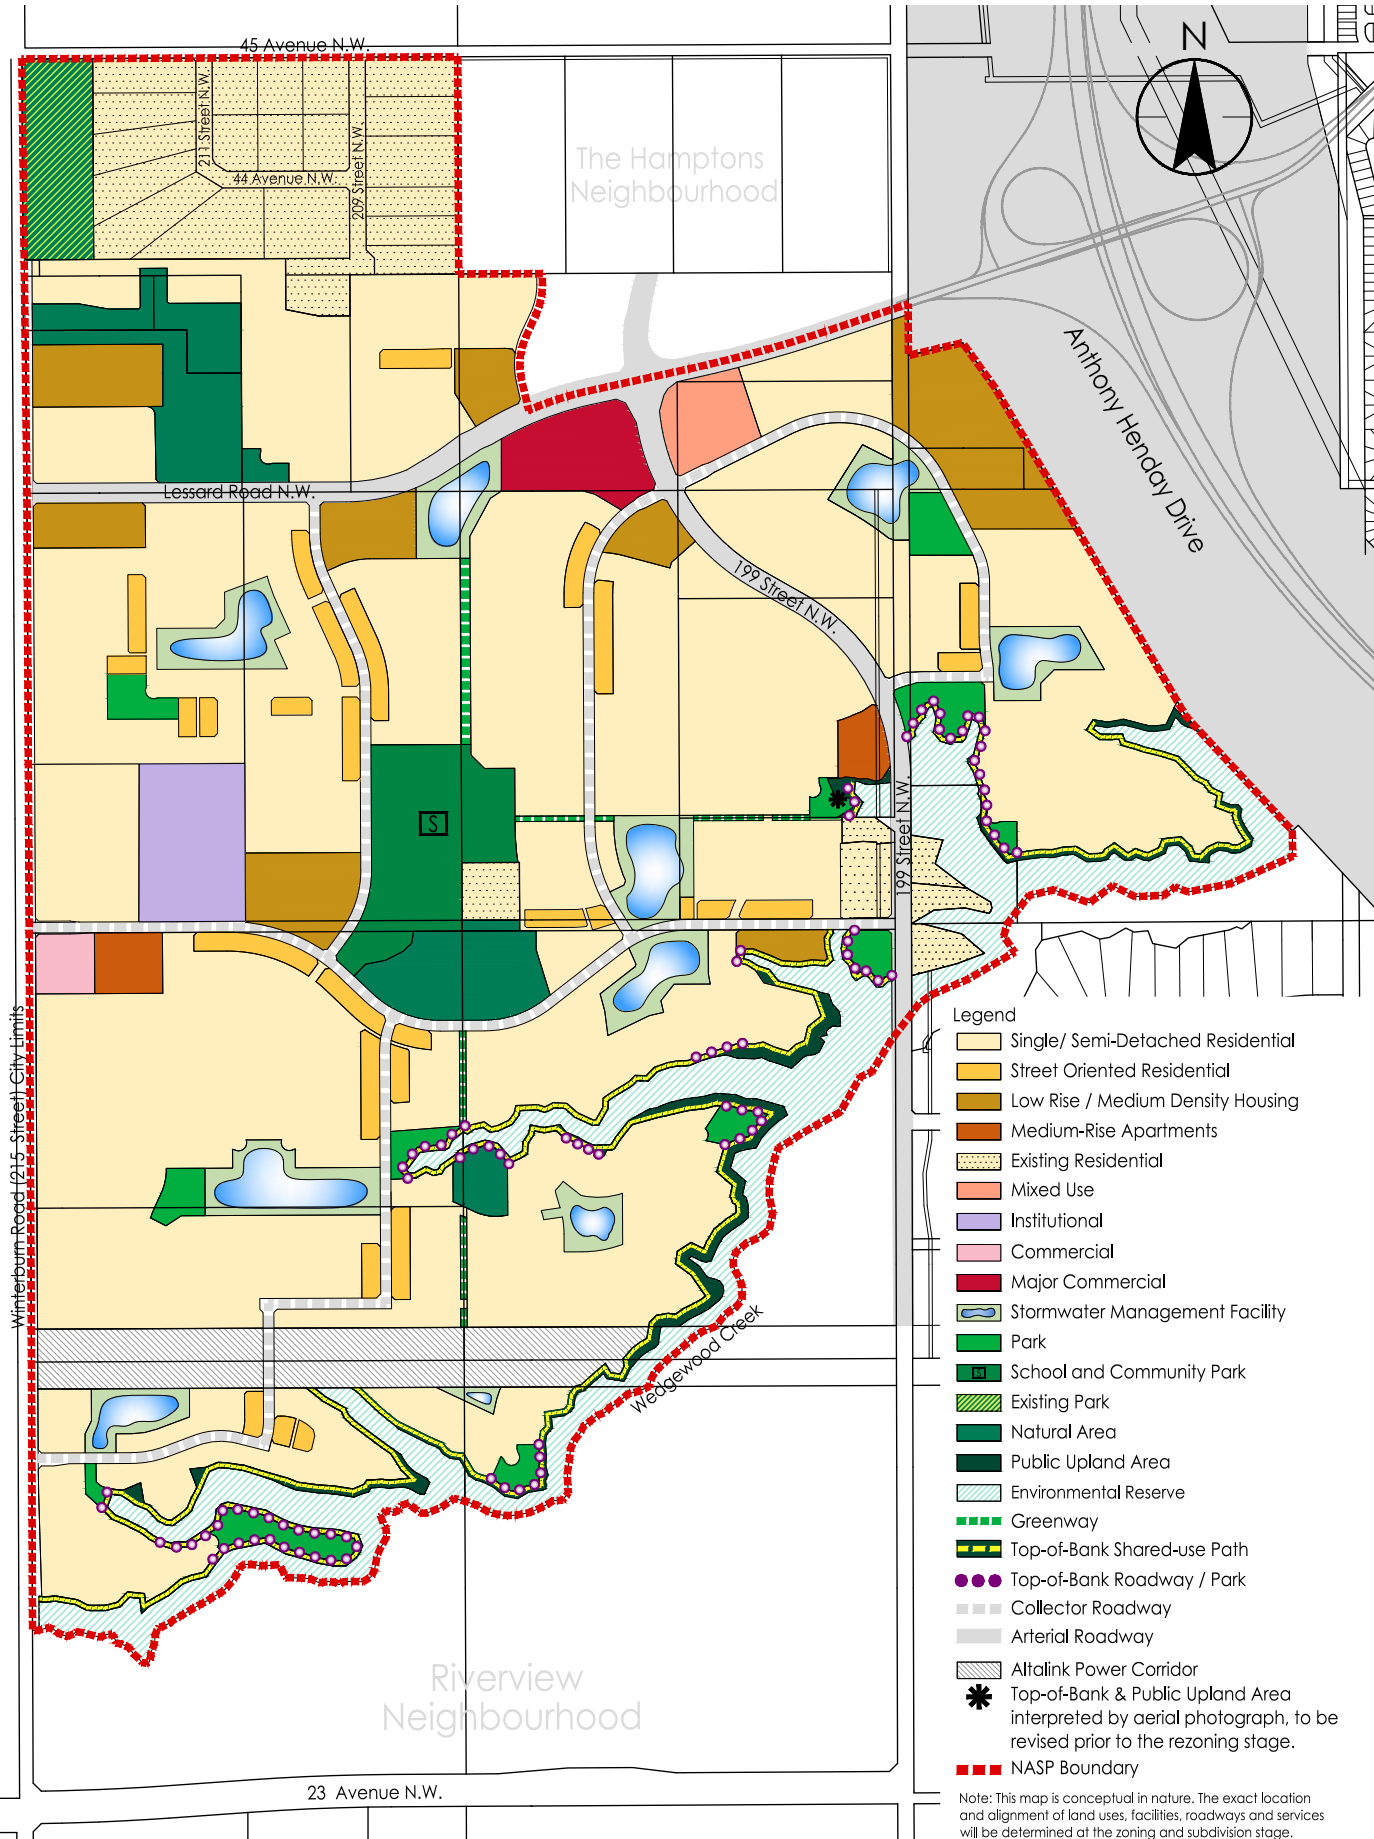 45 Avenue N.W.
N
211 Street N.W.
209 Street N.W.
44 Avenue N.W.
The Hamptons
Neighbourhood
Anthony Henday Drive
Lessard Road N.W.
199 Street N.W.
S
199 Street N.W.
Winterburn Road (215 Street) City Limits
Wedgewood Creek
Riverview
Neighbourhood
23 Avenue N.W.
Legend
Single/ Semi-Detached Residential
Street Oriented Residential
Low Rise / Medium Density Housing
Medium-Rise Apartments
Existing Residential
Mixed Use
Institutional
Commercial
Major Commercial
Stormwater Management Facility
Park
S School and Community Park
Existing Park
Natural Area
Public Upland Area
Environmental Reserve
Greenway
Top-of-Bank Shared-use Path
Top-of-Bank Roadway / Park
Collector Roadway
Arterial Roadway
Altalink Power Corridor
Top-of-Bank & Public Upland Area
interpreted by aerial photograph, to be
revised prior to the rezoning stage.
NASP Boundary
Note: This map is conceptual in nature. The exact location
and alignment of land uses, facilities, roadways and services
will be determined at the zoning and subdivision stage.